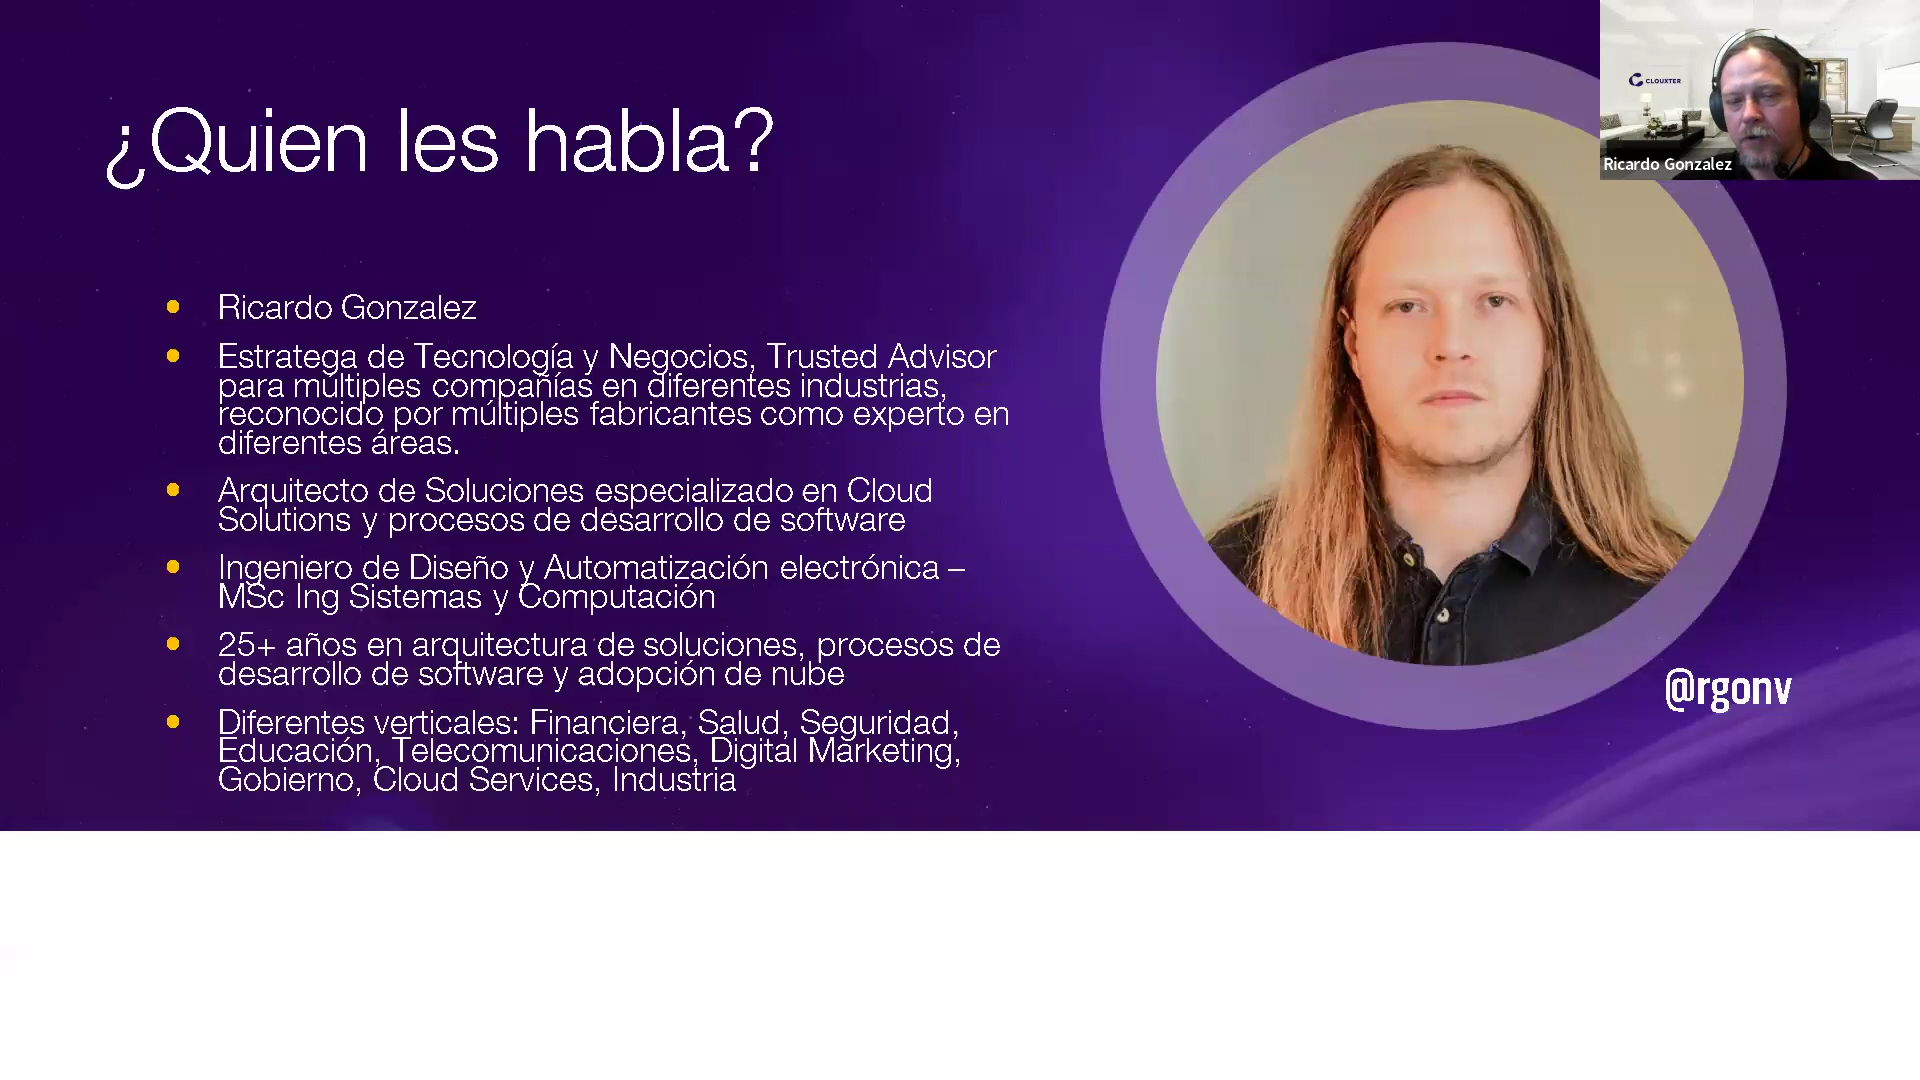 ¿Quien les habla?
Ricardo Gonzalez
Estratega de Tecnología y Negocios, Trusted Advisor
para múltiples compañías en diferentes industrias,
reconocido por múltiples fabricantes como experto en
diferentes áreas.
Arquitecto de Soluciones especializado en Cloud
Solutions y procesos de desarrollo de software
Ingeniero de Diseño y Automatización electrónica –
MSc Ing Sistemas y Computación
25+ años en arquitectura de soluciones, procesos de
desarrollo de software y adopción de nube
Diferentes verticales: Financiera, Salud, Seguridad,
Educación, Telecomunicaciones, Digital Marketing,
Gobierno, Cloud Services, Industria
@rgonv
CLOUXTER
Ricardo Gonzalez